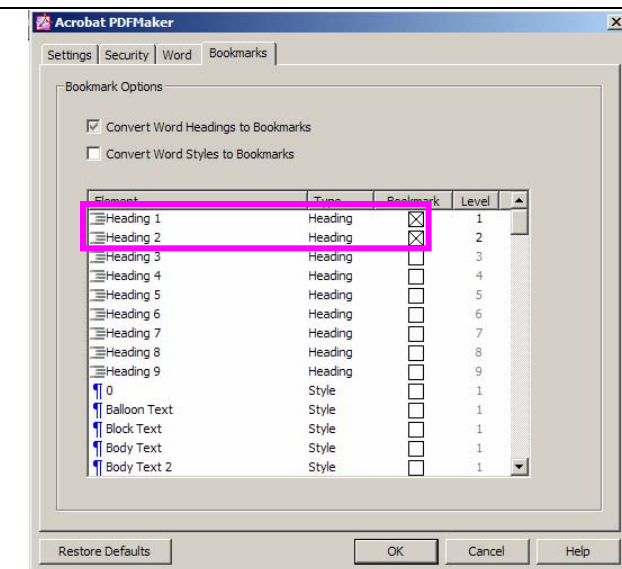 Acrobat PDFMaker
Settings Security Word Bookmarks
Bookmark Options
Convert Word Headings to Bookmarks
Convert Word Styles to Bookmarks
Element Type Bookmark Level
Heading 1 Heading 1
Heading 2 Heading 2
Heading 3 Heading 3
Heading 4 Heading 4
Heading 5 Heading 5
Heading 6 Heading 6
Heading 7 Heading 7
Heading 8 Heading 8
Heading 9 Heading 9
¶ 0 Style 1
¶ Balloon Text Style 1
¶ Block Text Style 1
¶ Body Text Style 1
¶ Body Text 2 Style 1
Restore Defaults OK Cancel Help